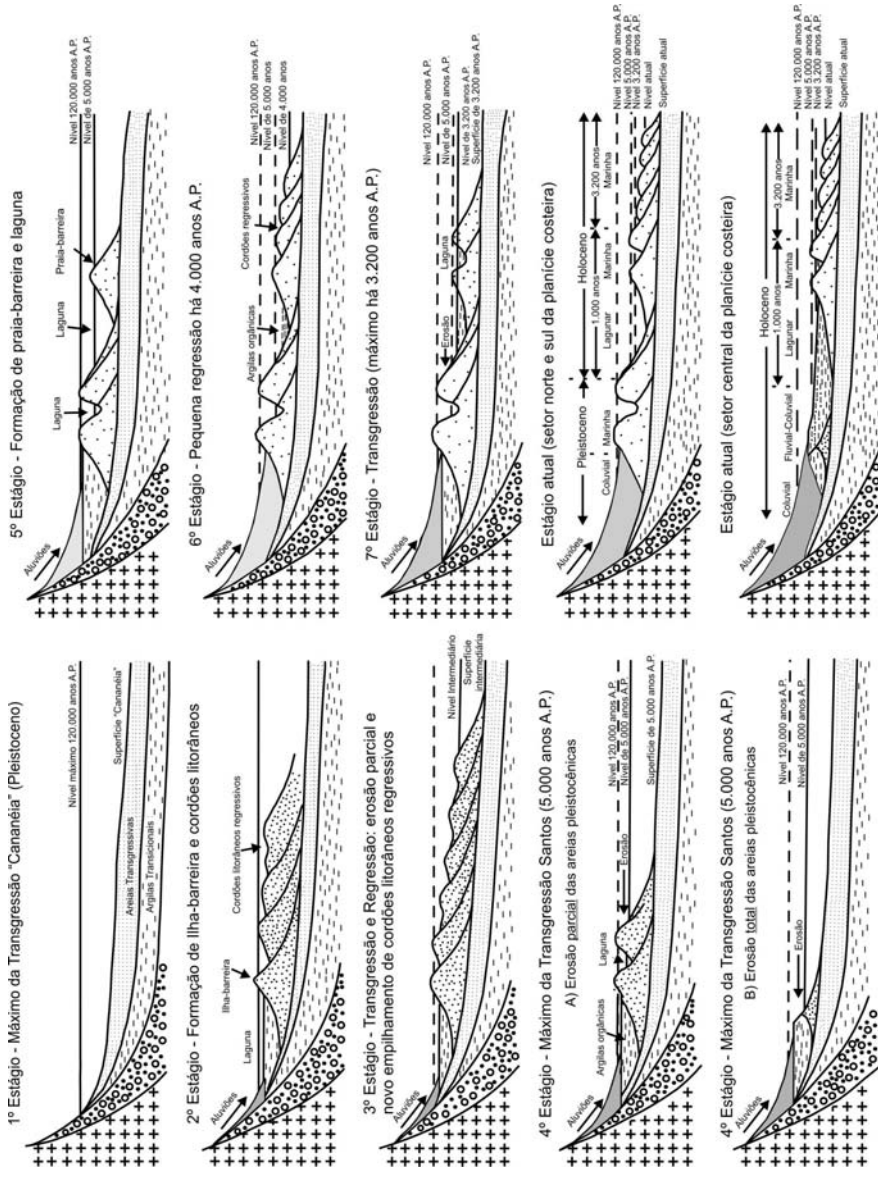 1º Estágio - Máximo da Transgressão "Cananéia" (Pleistoceno)
Nível máximo 120.000 anos A.P.
Superfície "Cananéia"
Areias Transgressivas
Argilas Transicionais
2º Estágio - Formação de Ilha-barreira e cordões litorâneos
Aluviões
Laguna
Ilha-barreira
Cordões litorâneos regressivos
3º Estágio - Transgressão e Regressão: erosão parcial e
novo empilhamento de cordões litorâneos regressivos
Aluviões
Nível Intermediário
Superfície
intermediária
4º Estágio - Máximo da Transgressão Santos (5.000 anos A.P.)
A) Erosão parcial das areias pleistocênicas
Aluviões
Argilas orgânicas
Laguna
Erosão
Nível 120.000 anos A.P.
Nível de 5.000 anos A.P.
Superfície de 5.000 anos A.P.
4º Estágio - Máximo da Transgressão Santos (5.000 anos A.P.)
B) Erosão total das areias pleistocênicas
Aluviões
Erosão
Nível 120.000 anos A.P.
Nível de 5.000 anos A.P.
5º Estágio - Formação de praia-barreira e laguna
Aluviões
Laguna
Laguna
Praia-barreira
Nível 120.000 anos A.P.
Nível de 5.000 anos A.P.
6º Estágio - Pequena regressão há 4.000 anos A.P.
Aluviões
Argilas orgânicas
Cordões regressivos
Nível 120.000 anos A.P.
Nível de 5.000 anos
Nível de 4.000 anos
7º Estágio - Transgressão (máximo há 3.200 anos A.P.)
Aluviões
Erosão
Laguna
Nível 120.000 anos A.P.
Nível de 5.000 anos A.P.
Nível de 3.200 anos A.P.
Superfície de 3.200 anos
Estágio atual (setor norte e sul da planície costeira)
Aluviões
Pleistoceno
Holoceno
1.000 anos
3.200 anos
Coluvial
Marinha
Lagunar
Marinha
Marinha
Nível 120.000 anos A.P.
Nível 5.000 anos A.P.
Nível 3.200 anos A.P.
Nível atual
Superfície atual
Estágio atual (setor central da planície costeira)
Aluviões
Holoceno
1.000 anos
3.200 anos
Coluvial
Fluvial-Coluvial
Lagunar
Marinha
Marinha
Nível 120.000 anos A.P.
Nível 5.000 anos A.P.
Nível 3.200 anos A.P.
Nível atual
Superfície atual